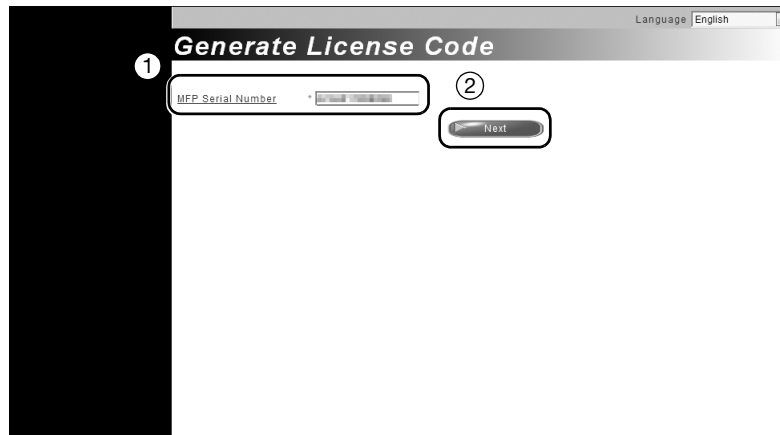 Language English
Generate License Code
1
2
MFP Serial Number *
Next